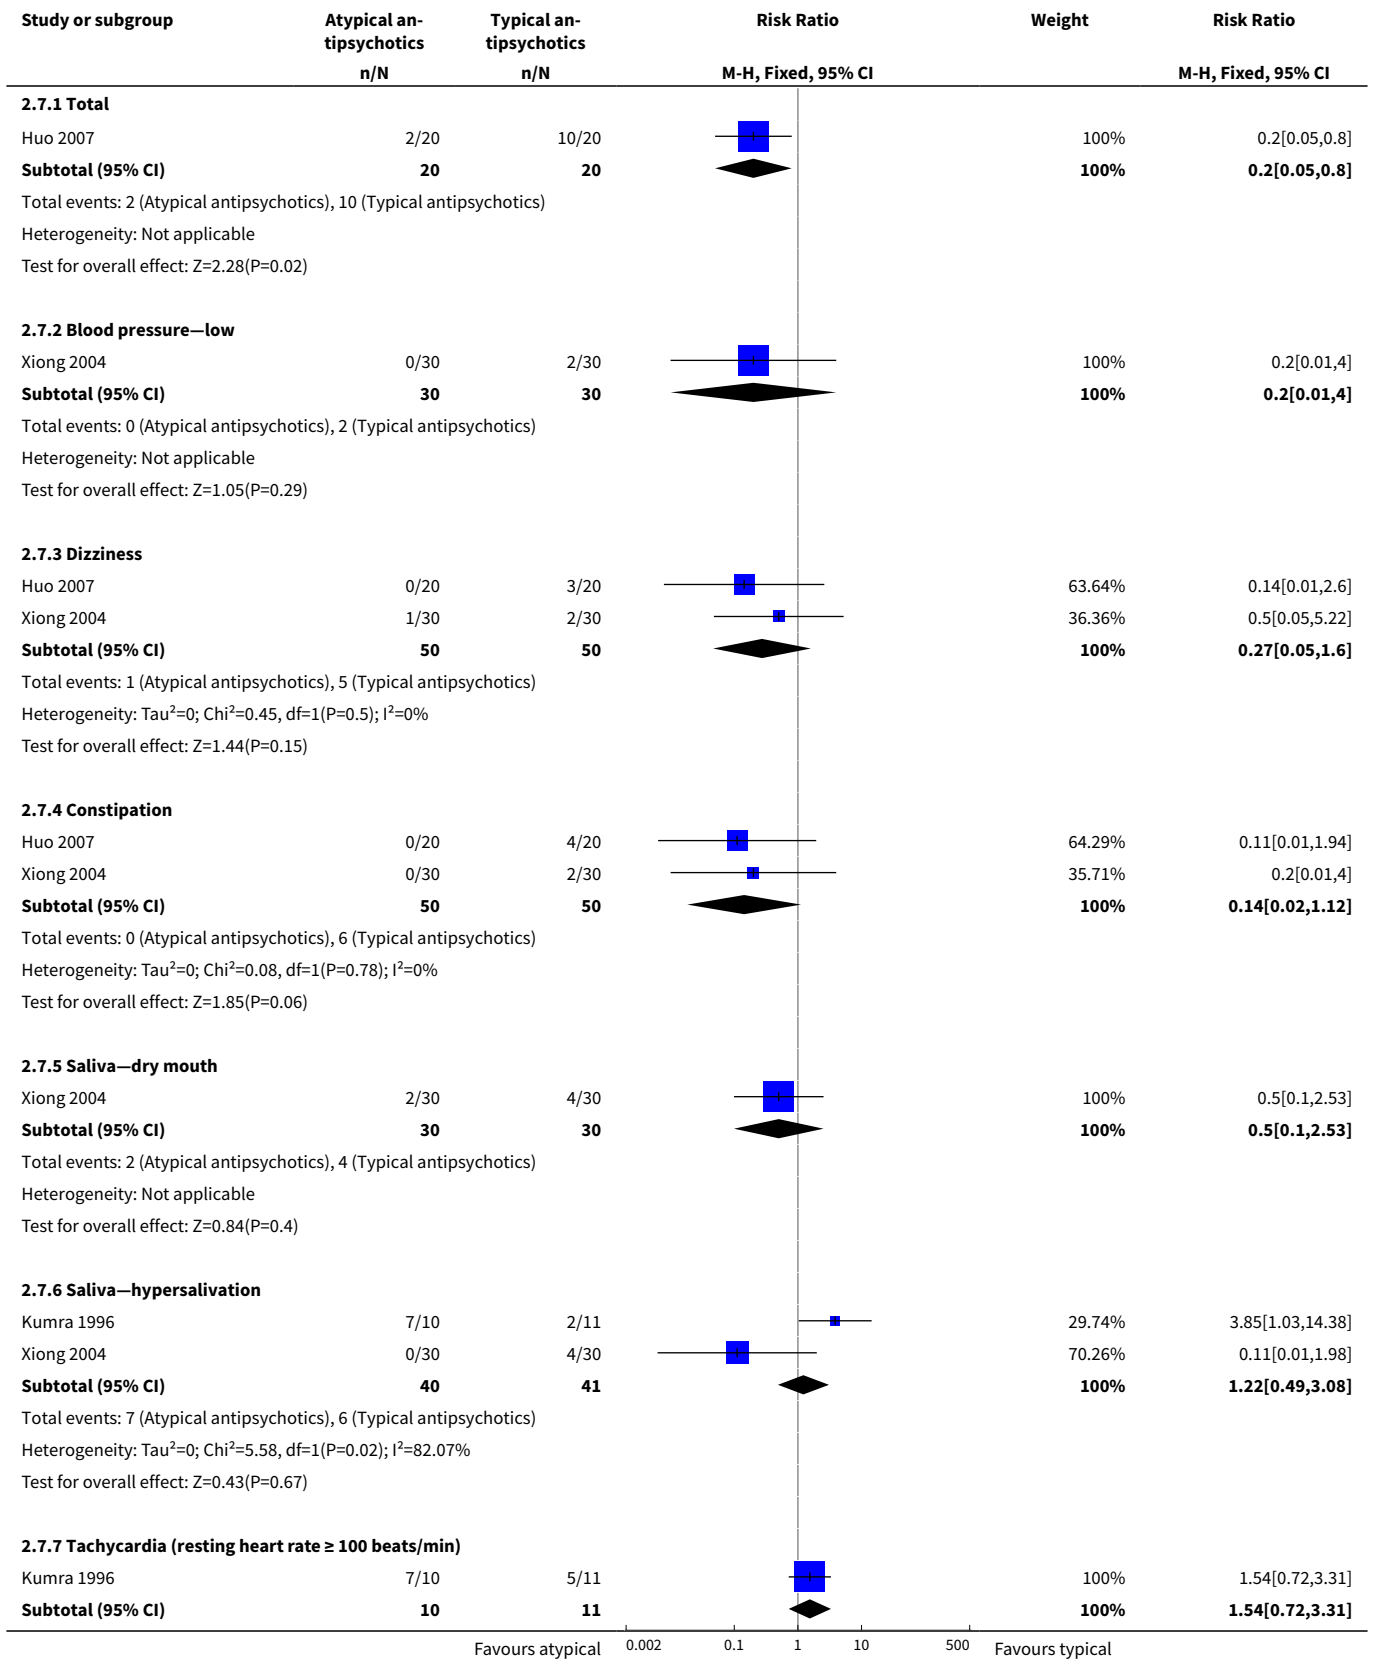 Study or subgroup Atypical an- Typical an- Risk Ratio Weight Risk Ratio
tipsychotics tipsychotics
n/N n/N M-H, Fixed, 95% CI M-H, Fixed, 95% CI
2.7.1 Total
Huo 2007 2/20 10/20 100% 0.2[0.05,0.8]
Subtotal (95% CI) 20 20 100% 0.2[0.05,0.8]
Total events: 2 (Atypical antipsychotics), 10 (Typical antipsychotics)
Heterogeneity: Not applicable
Test for overall effect: Z=2.28(P=0.02)
2.7.2 Blood pressure—low
Xiong 2004 0/30 2/30 100% 0.2[0.01,4]
Subtotal (95% CI) 30 30 100% 0.2[0.01,4]
Total events: 0 (Atypical antipsychotics), 2 (Typical antipsychotics)
Heterogeneity: Not applicable
Test for overall effect: Z=1.05(P=0.29)
2.7.3 Dizziness
Huo 2007 0/20 3/20 63.64% 0.14[0.01,2.6]
Xiong 2004 1/30 2/30 36.36% 0.5[0.05,5.22]
Subtotal (95% CI) 50 50 100% 0.27[0.05,1.6]
Total events: 1 (Atypical antipsychotics), 5 (Typical antipsychotics)
Heterogeneity: Tau²=0; Chi²=0.45, df=1(P=0.5); I²=0%
Test for overall effect: Z=1.44(P=0.15)
2.7.4 Constipation
Huo 2007 0/20 4/20 64.29% 0.11[0.01,1.94]
Xiong 2004 0/30 2/30 35.71% 0.2[0.01,4]
Subtotal (95% CI) 50 50 100% 0.14[0.02,1.12]
Total events: 0 (Atypical antipsychotics), 6 (Typical antipsychotics)
Heterogeneity: Tau²=0; Chi²=0.08, df=1(P=0.78); I²=0%
Test for overall effect: Z=1.85(P=0.06)
2.7.5 Saliva—dry mouth
Xiong 2004 2/30 4/30 100% 0.5[0.1,2.53]
Subtotal (95% CI) 30 30 100% 0.5[0.1,2.53]
Total events: 2 (Atypical antipsychotics), 4 (Typical antipsychotics)
Heterogeneity: Not applicable
Test for overall effect: Z=0.84(P=0.4)
2.7.6 Saliva—hypersalivation
Kumra 1996 7/10 2/11 29.74% 3.85[1.03,14.38]
Xiong 2004 0/30 4/30 70.26% 0.11[0.01,1.98]
Subtotal (95% CI) 40 41 100% 1.22[0.49,3.08]
Total events: 7 (Atypical antipsychotics), 6 (Typical antipsychotics)
Heterogeneity: Tau²=0; Chi²=5.58, df=1(P=0.02); I²=82.07%
Test for overall effect: Z=0.43(P=0.67)
2.7.7 Tachycardia (resting heart rate ≥ 100 beats/min)
Kumra 1996 7/10 5/11 100% 1.54[0.72,3.31]
Subtotal (95% CI) 10 11 100% 1.54[0.72,3.31]
Favours atypical 0.002 0.1 1 10 500 Favours typical